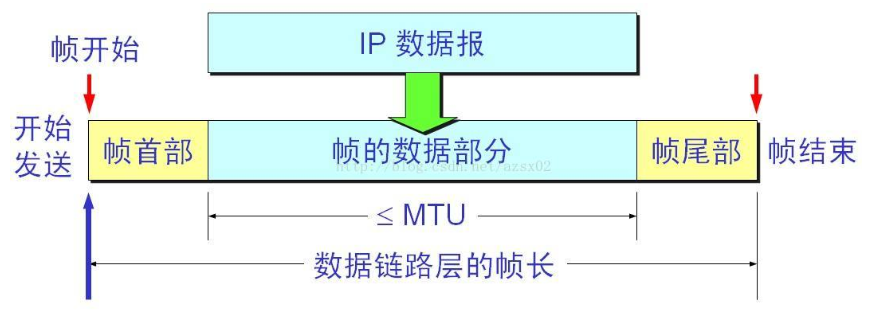 IP 数据报
帧开始
开始
发送
帧首部
帧的数据部分
帧尾部
帧结束
http://blog.csdn.net/azsx02
≤ MTU
数据链路层的帧长